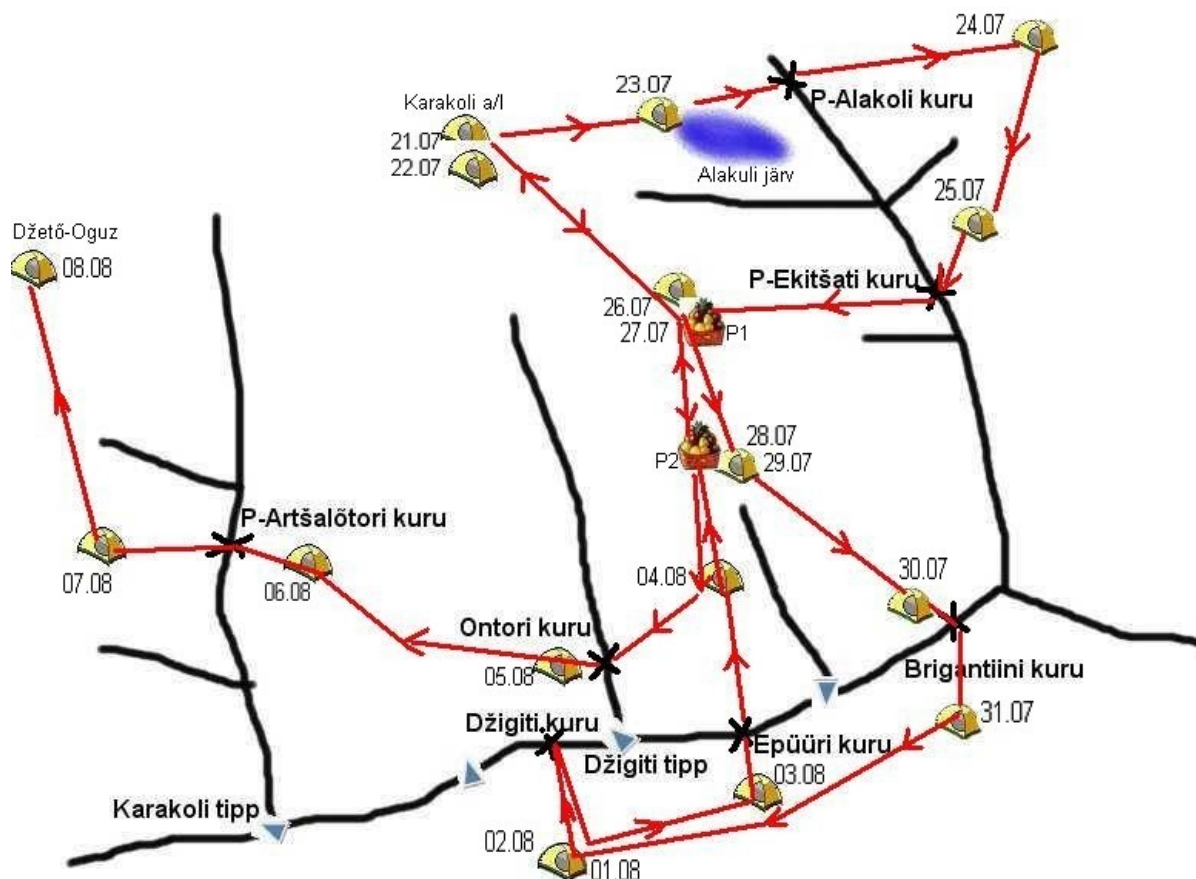 24.07
23.07
Karakoli a/l
P-Alakoli kuru
21.07
22.07
Alakuli järv
25.07
Džető-Oguz
08.08
P-Ekitšati kuru
26.07
27.07
P1
28.07
P2
29.07
P-Artšalőtori kuru
07.08
06.08
04.08
30.07
Ontori kuru
05.08
Brigantiini kuru
31.07
Džigiti kuru
Džigiti tipp
Epüüri kuru
03.08
Karakoli tipp
02.08
01.08